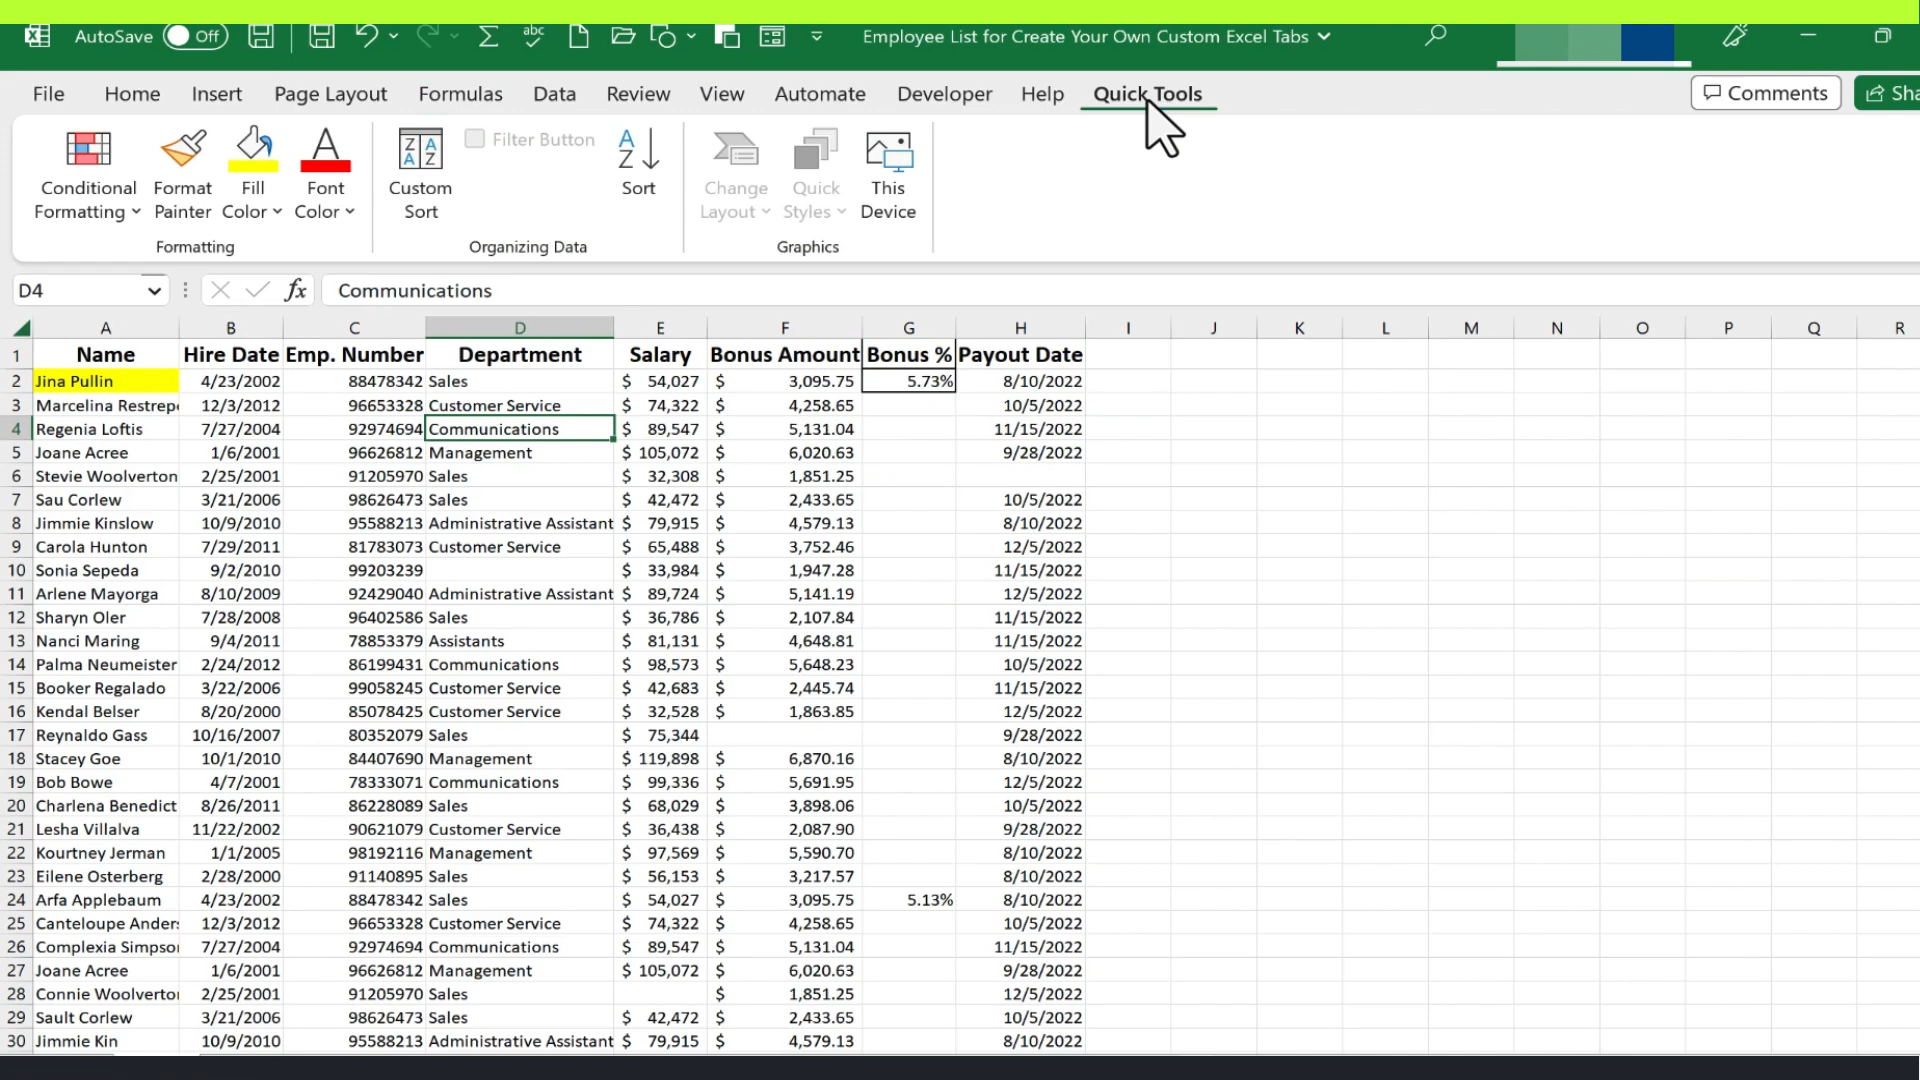 AutoSave Off abc Employee List for Create Your Own Custom Excel Tabs
File Home Insert Page Layout Formulas Data Review View Automate Developer Help Quick Tools Comments
Conditional Formatting
Format Painter
Fill Color
Font Color
Formatting
Custom Sort
Filter Button
Sort
Organizing Data
Change Layout
Quick Styles
This Device
Graphics
D4 fx Communications
A B C D E F G H I J K L M N O P Q R
1 Name Hire Date Emp. Number Department Salary Bonus Amount Bonus % Payout Date
2 Jina Pullin 4/23/2002 88478342 Sales $ 54,027 $ 3,095.75 5.73% 8/10/2022
3 Marcelina 12/3/2012 96653328 Customer Service $ 74,322 $ 4,258.65 10/5/2022
4 Regenia Loftis 7/27/2004 92974694 Communications $ 89,547 $ 5,131.04 11/15/2022
5 Joane Acree 1/6/2001 96626812 Management $ 105,072 $ 6,020.63 9/28/2022
6 Stevie Woolverton 2/25/2001 91205970 Sales $ 32,308 $ 1,851.25
7 Sau Corlew 3/21/2006 98626473 Sales $ 42,472 $ 2,433.65 10/5/2022
8 Jimmie Kinslow 10/9/2010 95588213 Administrative Assistant $ 79,915 $ 4,579.13 8/10/2022
9 Carola Hunton 7/29/2011 81783073 Customer Service $ 65,488 $ 3,752.46 12/5/2022
10 Sonia Sepeda 9/2/2010 99203239 $ 33,984 $ 1,947.28 11/15/2022
11 Arlene Mayorga 8/10/2009 92429040 Administrative Assistant $ 89,724 $ 5,141.19 12/5/2022
12 Sharyn Oler 7/28/2008 96402586 Sales $ 36,786 $ 2,107.84 11/15/2022
13 Nanci Maring 9/4/2011 78853379 Assistants $ 81,131 $ 4,648.81 11/15/2022
14 Palma Neumeister 2/24/2012 86199431 Communications $ 98,573 $ 5,648.23 10/5/2022
15 Booker Regalado 3/22/2006 99058245 Customer Service $ 42,683 $ 2,445.74 11/15/2022
16 Kendal Belser 8/20/2000 85078425 Customer Service $ 32,528 $ 1,863.85 12/5/2022
17 Reynaldo Gass 10/16/2007 80352079 Sales $ 75,344 9/28/2022
18 Stacey Goe 10/1/2010 84407690 Management $ 119,898 $ 6,870.16 8/10/2022
19 Bob Bowe 4/7/2001 78333071 Communications $ 99,336 $ 5,691.95 12/5/2022
20 Charlena Benedict 8/26/2011 86228089 Sales $ 68,029 $ 3,898.06 10/5/2022
21 Lesha Villalva 11/22/2002 90621079 Customer Service $ 36,438 $ 2,087.90 9/28/2022
22 Kourtney Jerman 1/1/2005 98192116 Management $ 97,569 $ 5,590.70 8/10/2022
23 Eilene Osterberg 2/28/2000 91140895 Sales $ 56,153 $ 3,217.57 8/10/2022
24 Arfa Applebaum 4/23/2002 88478342 Sales $ 54,027 $ 3,095.75 5.13% 8/10/2022
25 Canteloupe 12/3/2012 96653328 Customer Service $ 74,322 $ 4,258.65 10/5/2022
26 Complexia 7/27/2004 92974694 Communications $ 89,547 $ 5,131.04 11/15/2022
27 Joane Acree 1/6/2001 96626812 Management $ 105,072 $ 6,020.63 9/28/2022
28 Connie 2/25/2001 91205970 Sales $ 1,851.25 12/5/2022
29 Sault Corlew 3/21/2006 98626473 Sales $ 42,472 $ 2,433.65 10/5/2022
30 Jimmie Kin 10/9/2010 95588213 Administrative Assistant $ 79,915 $ 4,579.13 8/10/2022